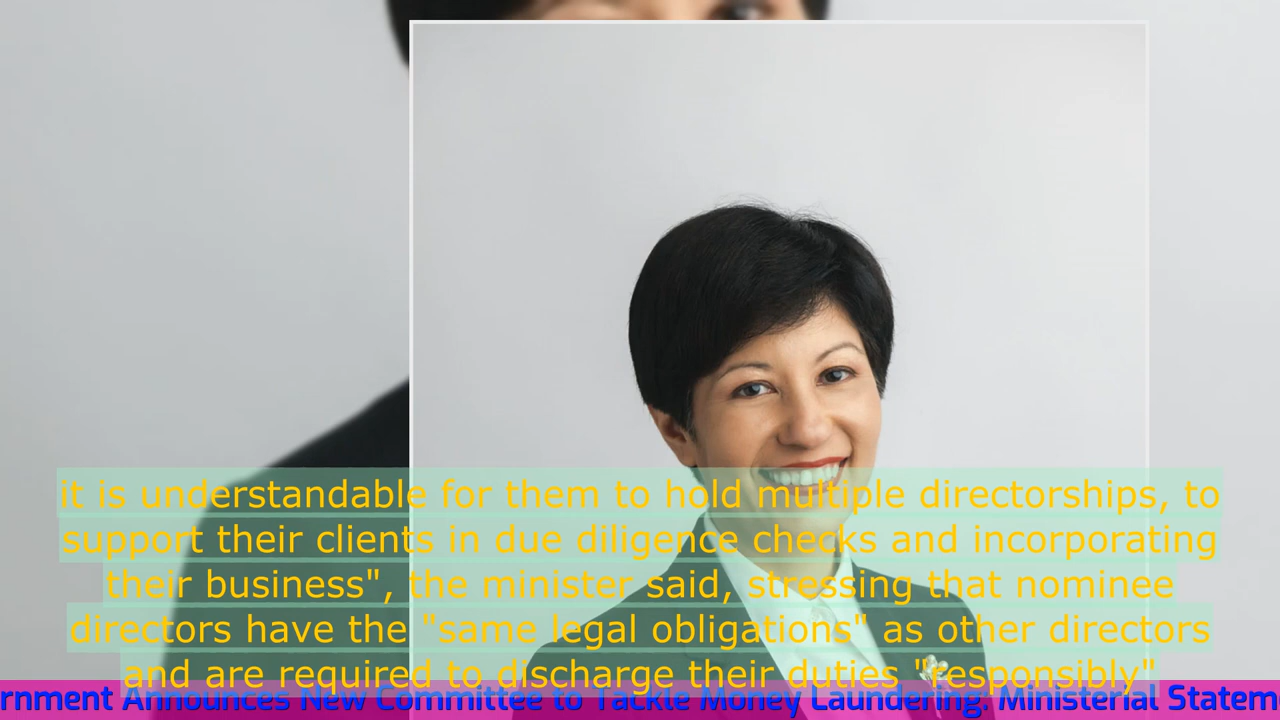 it is understandable for them to hold multiple directorships, to
support their clients in due diligence checks and incorporating
their business", the minister said, stressing that nominee
directors have the "same legal obligations" as other directors
and are required to discharge their duties "responsibly"
rnment Announces New Committee to Tackle Money Laundering: Ministerial Statem